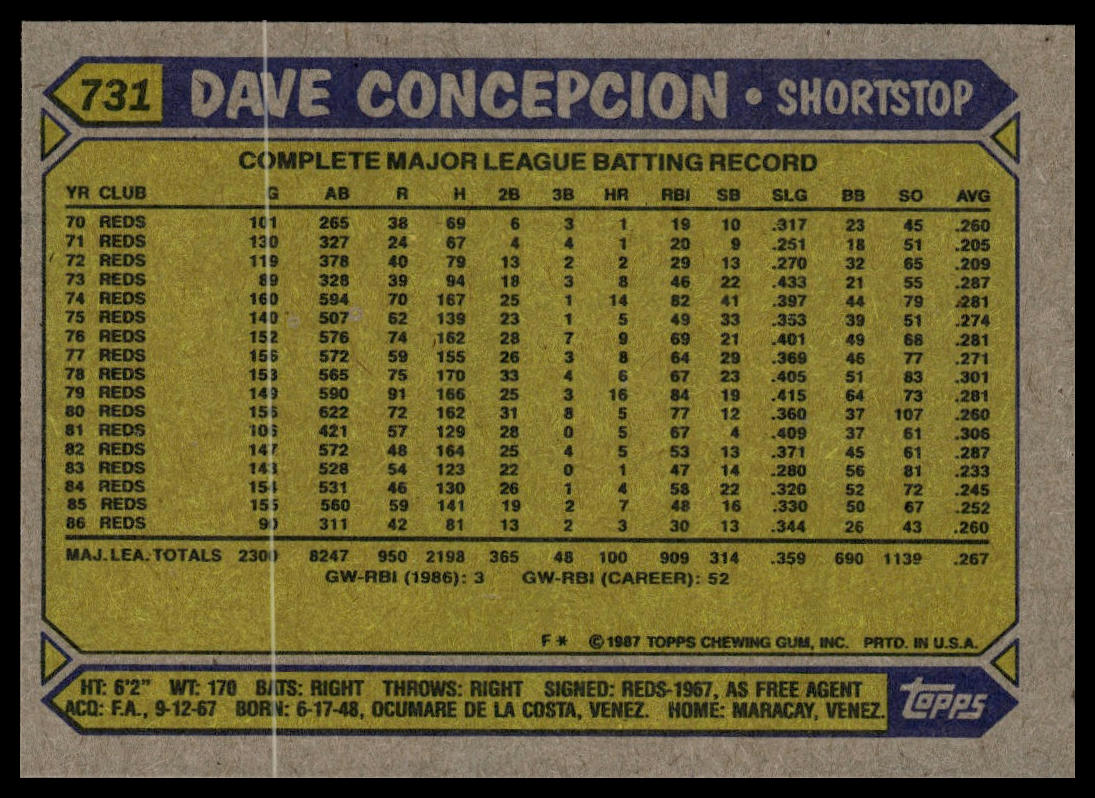 731 DAVE CONCEPCION • SHORTSTOP
COMPLETE MAJOR LEAGUE BATTING RECORD
YR CLUB G AB R H 2B 3B HR RBI SB SLG BB SO AVG
70 REDS 101 265 38 69 6 3 1 19 10 .317 23 45 .260
71 REDS 130 327 24 67 4 4 1 20 9 .251 18 51 .205
72 REDS 119 378 40 79 13 2 2 29 13 .270 32 65 .209
73 REDS 89 328 39 94 18 3 8 46 22 .433 21 55 .287
74 REDS 160 594 70 167 25 1 14 82 41 .397 44 79 .281
75 REDS 140 507 62 139 23 1 5 49 33 .353 39 51 .274
76 REDS 152 576 74 162 28 7 9 69 21 .401 49 68 .281
77 REDS 156 572 59 155 26 3 8 64 29 .369 46 77 .271
78 REDS 153 565 75 170 33 4 6 67 23 .405 51 83 .301
79 REDS 149 590 91 166 25 3 16 84 19 .415 64 73 .281
80 REDS 156 622 72 162 31 8 5 77 12 .360 37 107 .260
81 REDS 106 421 57 129 28 0 5 67 4 .409 37 61 .306
82 REDS 147 572 48 164 25 4 5 53 13 .371 45 61 .287
83 REDS 143 528 54 123 22 0 1 47 14 .280 56 81 .233
84 REDS 154 531 46 130 26 1 4 58 22 .320 52 72 .245
85 REDS 155 560 59 141 19 2 7 48 16 .330 50 67 .252
86 REDS 90 311 42 81 13 2 3 30 13 .344 26 43 .260
MAJ. LEA. TOTALS 2300 8247 950 2198 365 48 100 909 314 .359 690 1139 .267
GW-RBI (1986): 3 GW-RBI (CAREER): 52
F * ©1987 TOPPS CHEWING GUM, INC. PRTD. IN U.S.A.
HT: 6'2" WT: 170 BATS: RIGHT THROWS: RIGHT SIGNED: REDS-1967, AS FREE AGENT
ACQ: F.A., 9-12-67 BORN: 6-17-48, OCUMARE DE LA COSTA, VENEZ. HOME: MARACAY, VENEZ.
topps